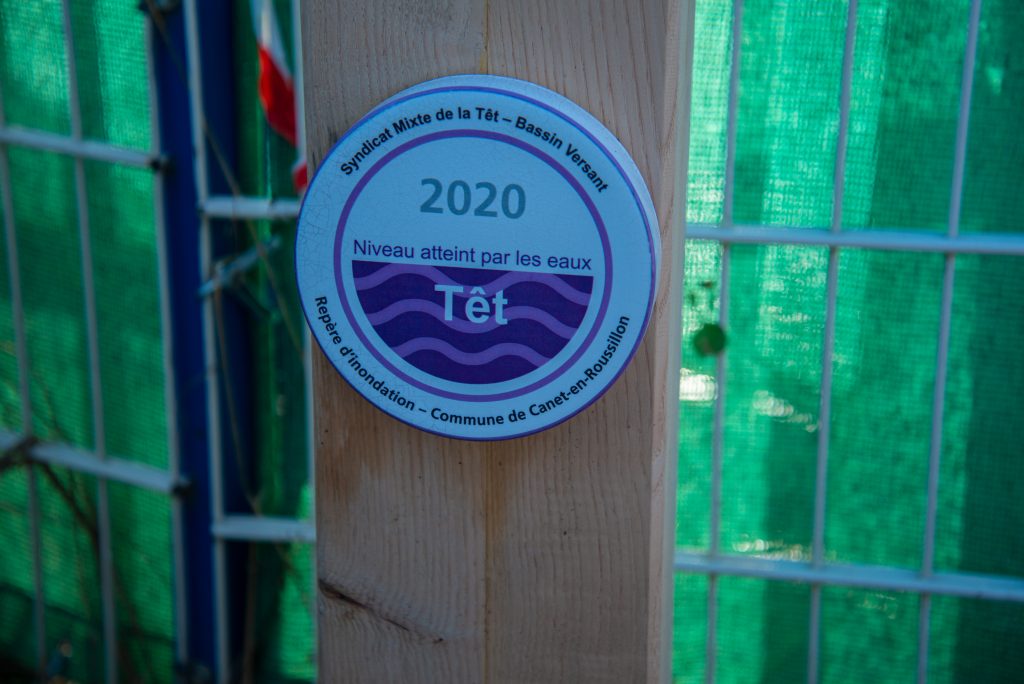 Syndicat Mixte de la Têt – Bassin Versant
2020
Niveau atteint par les eaux
Têt
Repère d'inondation – Commune de Canet-en-Roussillon